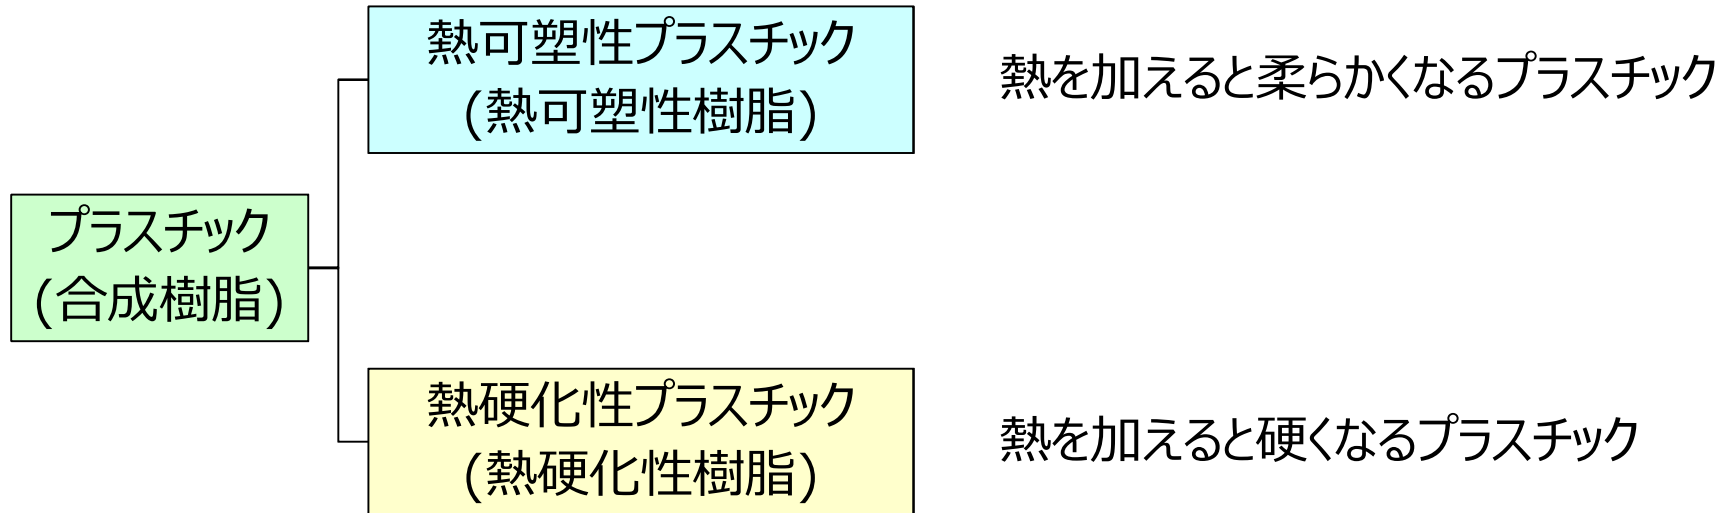 熱可塑性プラスチック
(熱可塑性樹脂)
熱を加えると柔らかくなるプラスチック
プラスチック
(合成樹脂)
熱硬化性プラスチック
(熱硬化性樹脂)
熱を加えると硬くなるプラスチック